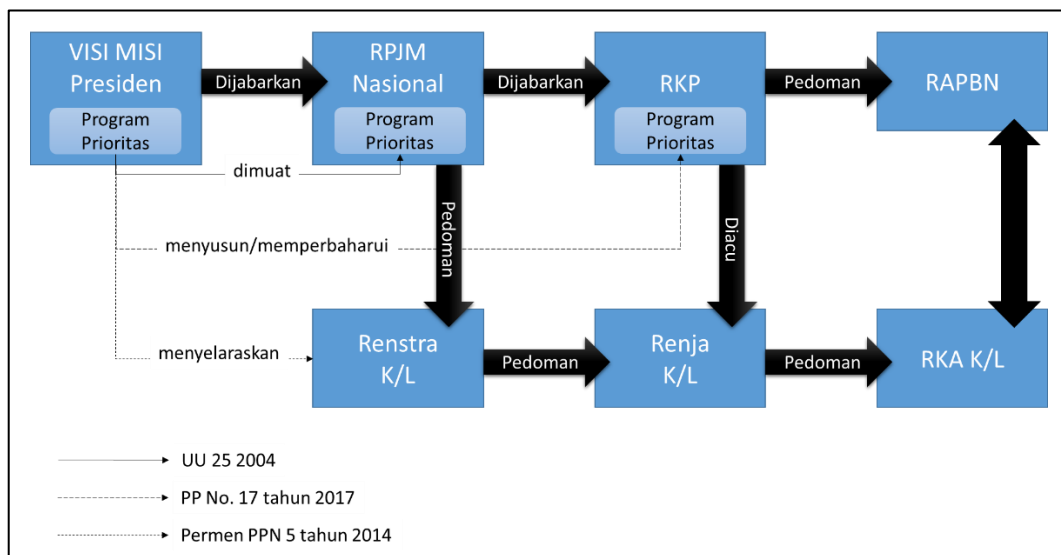 VISI MISI
Presiden
Program
Prioritas
Dijabarkan
RPJM
Nasional
Program
Prioritas
Dijabarkan
RKP
Program
Prioritas
Pedoman
RAPBN
dimuat
menyusun/memperbaharui
Pedoman
Diacu
menyelaraskan
Renstra
K/L
Pedoman
Renja
K/L
Pedoman
RKA K/L
UU 25 2004
PP No. 17 tahun 2017
Permen PPN 5 tahun 2014